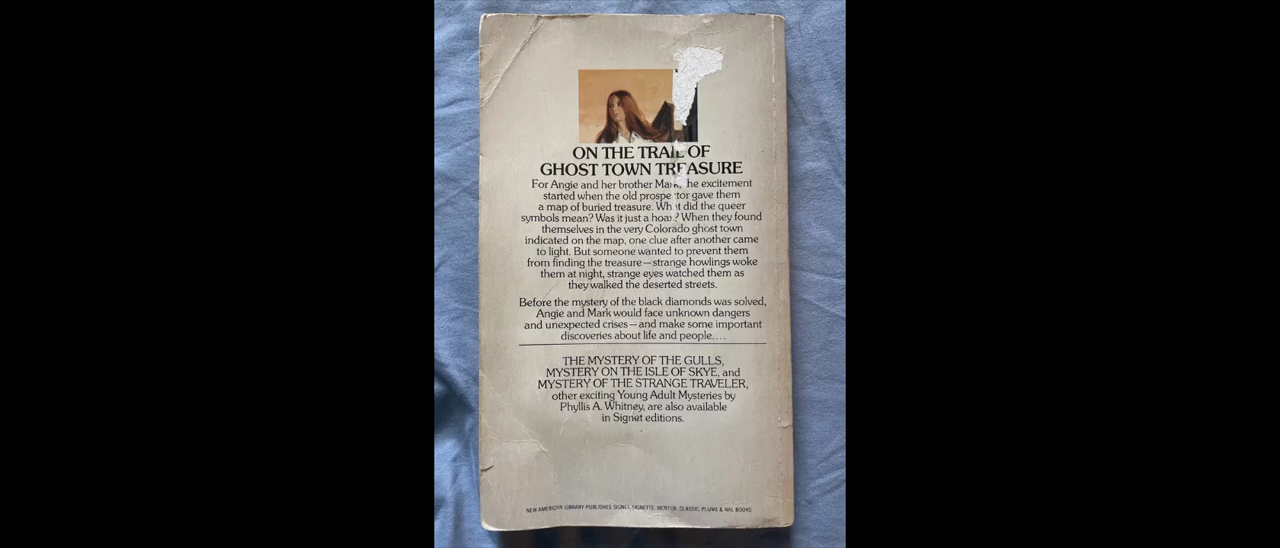 ON THE TRAIL OF
GHOST TOWN TREASURE
For Angie and her brother Mark, he excitement
started when the old prospector gave them
a map of buried treasure. What did the queer
symbols mean? Was it just a hoax? When they found
themselves in the very Colorado ghost town
indicated on the map, one clue after another came
to light. But someone wanted to prevent them
from finding the treasure—strange howlings woke
them at night, strange eyes watched them as
they walked the deserted streets.
Before the mystery of the black diamonds was solved,
Angie and Mark would face unknown dangers
and unexpected crises—and make some important
discoveries about life and people....
THE MYSTERY OF THE GULLS,
MYSTERY ON THE ISLE OF SKYE, and
MYSTERY OF THE STRANGE TRAVELER,
other exciting Young Adult Mysteries by
Phyllis A. Whitney, are also available
in Signet editions.
NEW AMERICAN LIBRARY PUBLISHES SIGNET, SIGNETTE, MENTOR, CLASSIC, PLUME & NAL BOOKS